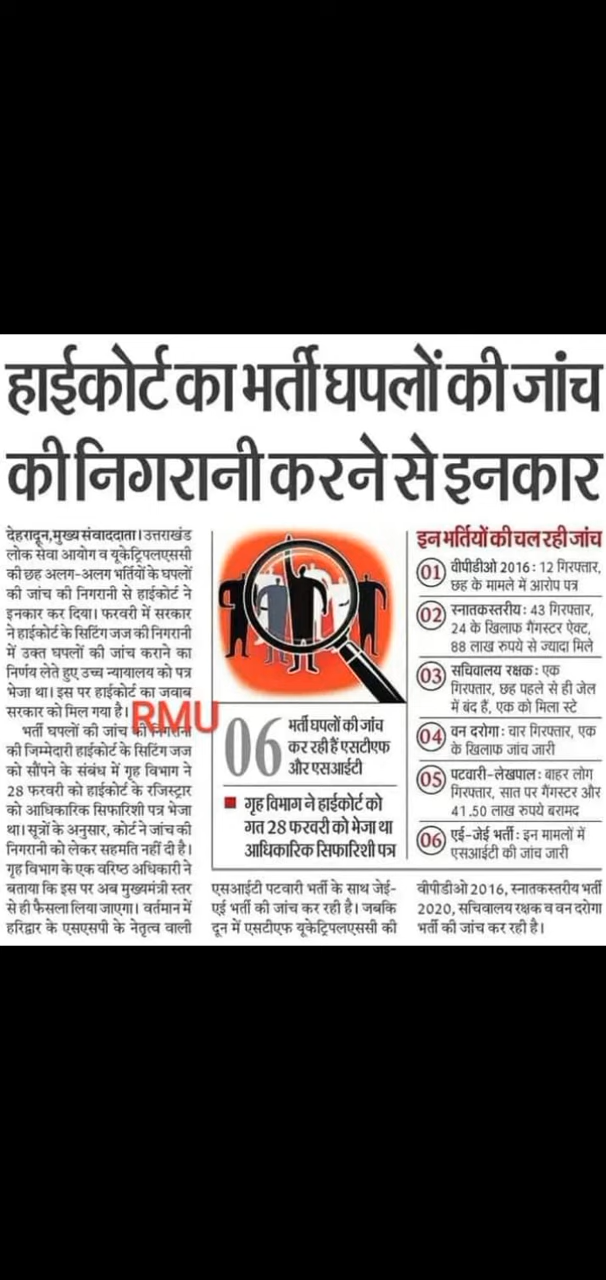 हाईकोर्ट का भर्ती घपलों की जांच
की निगरानी करने से इनकार
देहरादून, मुख्य संवाददाता। उत्तराखंड
लोक सेवा आयोग व यूकेट्रिपलएससी
की छह अलग-अलग भर्तियों के घपलों
की जांच की निगरानी से हाईकोर्ट ने
इनकार कर दिया। फरवरी में सरकार
ने हाईकोर्ट के सिटिंग जज की निगरानी
में उक्त घपलों की जांच कराने का
निर्णय लेते हुए उच्च न्यायालय को पत्र
भेजा था। इस पर हाईकोर्ट का जवाब
सरकार को मिल गया है।
RMU
भर्ती घपलों की जांच की निगरानी
की जिम्मेदारी हाईकोर्ट के सिटिंग जज
को सौंपने के संबंध में गृह विभाग ने
28 फरवरी को हाईकोर्ट के रजिस्ट्रार
को आधिकारिक सिफारिशी पत्र भेजा
था। सूत्रों के अनुसार, कोर्ट ने जांच की
निगरानी को लेकर सहमति नहीं दी है।
गृह विभाग के एक वरिष्ठ अधिकारी ने
बताया कि इस पर अब मुख्यमंत्री स्तर
से ही फैसला लिया जाएगा। वर्तमान में
हरिद्वार के एसएसपी के नेतृत्व वाली
06 भर्ती घपलों की जांच
कर रही हैं एसटीएफ
और एसआईटी
■ गृह विभाग ने हाईकोर्ट को
गत 28 फरवरी को भेजा था
आधिकारिक सिफारिशी पत्र
एसआईटी पटवारी भर्ती के साथ जेई-
एई भर्ती की जांच कर रही है। जबकि
दून में एसटीएफ यूकेट्रिपलएससी की
इन भर्तियों की चल रही जांच
01 वीपीडीओ 2016: 12 गिरफ्तार,
छह के मामले में आरोप पत्र
02 स्नातकस्तरीय: 43 गिरफ्तार,
24 के खिलाफ गैंगस्टर ऐक्ट,
88 लाख रुपये से ज्यादा मिले
03 सचिवालय रक्षक: एक
गिरफ्तार, छह पहले से ही जेल
में बंद हैं, एक को मिला स्टे
04 वन दरोगा: चार गिरफ्तार, एक
के खिलाफ जांच जारी
05 पटवारी-लेखपाल: बाहर लोग
गिरफ्तार, सात पर गैंगस्टर और
41.50 लाख रुपये बरामद
06 एई-जेई भर्ती: इन मामलों में
एसआईटी की जांच जारी
वीपीडीओ 2016, स्नातकस्तरीय भर्ती
2020, सचिवालय रक्षक व वन दरोगा
भर्ती की जांच कर रही है।